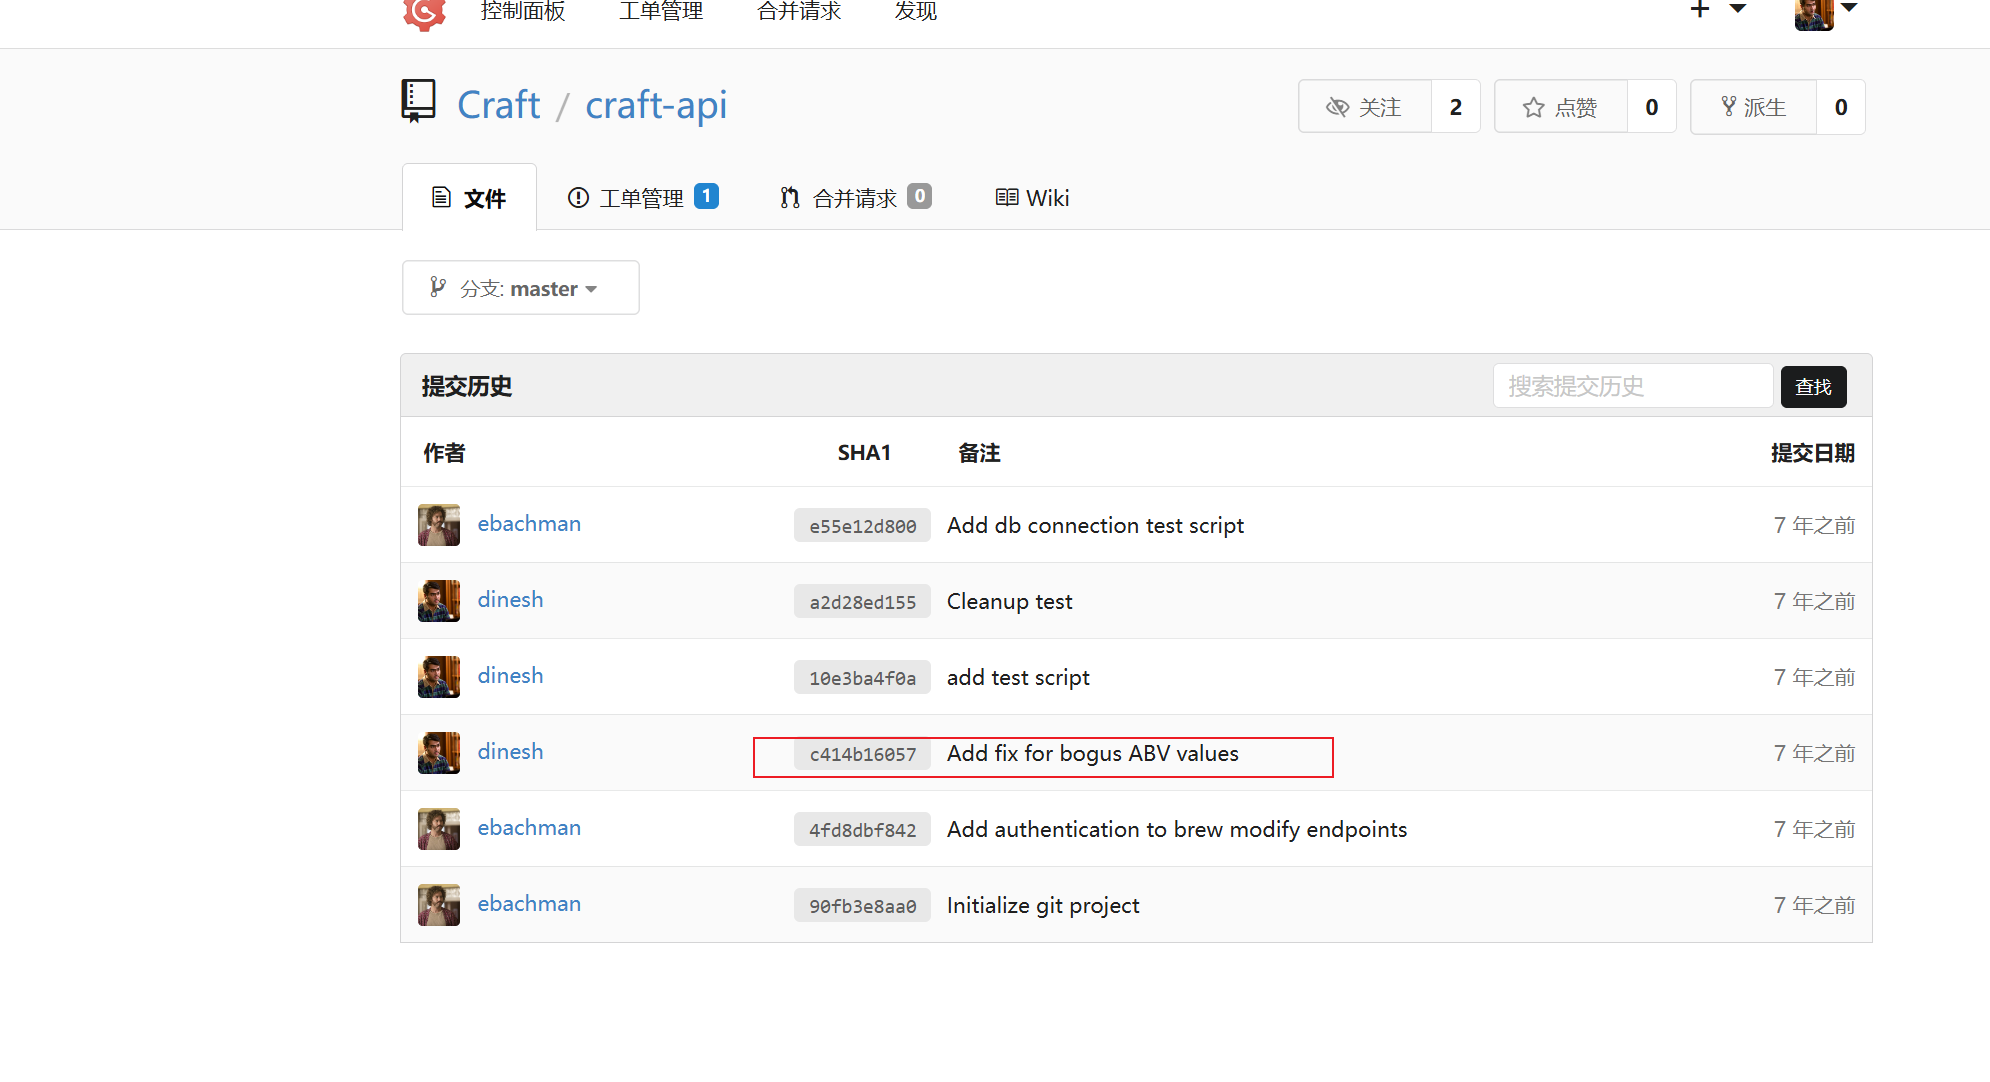 控制面板 工单管理 合并请求 发现
Craft / craft-api 关注 2 点赞 0 派生 0
文件 工单管理 1 合并请求 0 Wiki
分支: master
提交历史 搜索提交历史 查找
作者 SHA1 备注 提交日期
ebachman e55e12d800 Add db connection test script 7 年之前
dinesh a2d28ed155 Cleanup test 7 年之前
dinesh 10e3ba4f0a add test script 7 年之前
dinesh c414b16057 Add fix for bogus ABV values 7 年之前
ebachman 4fd8dbf842 Add authentication to brew modify endpoints 7 年之前
ebachman 90fb3e8aa0 Initialize git project 7 年之前